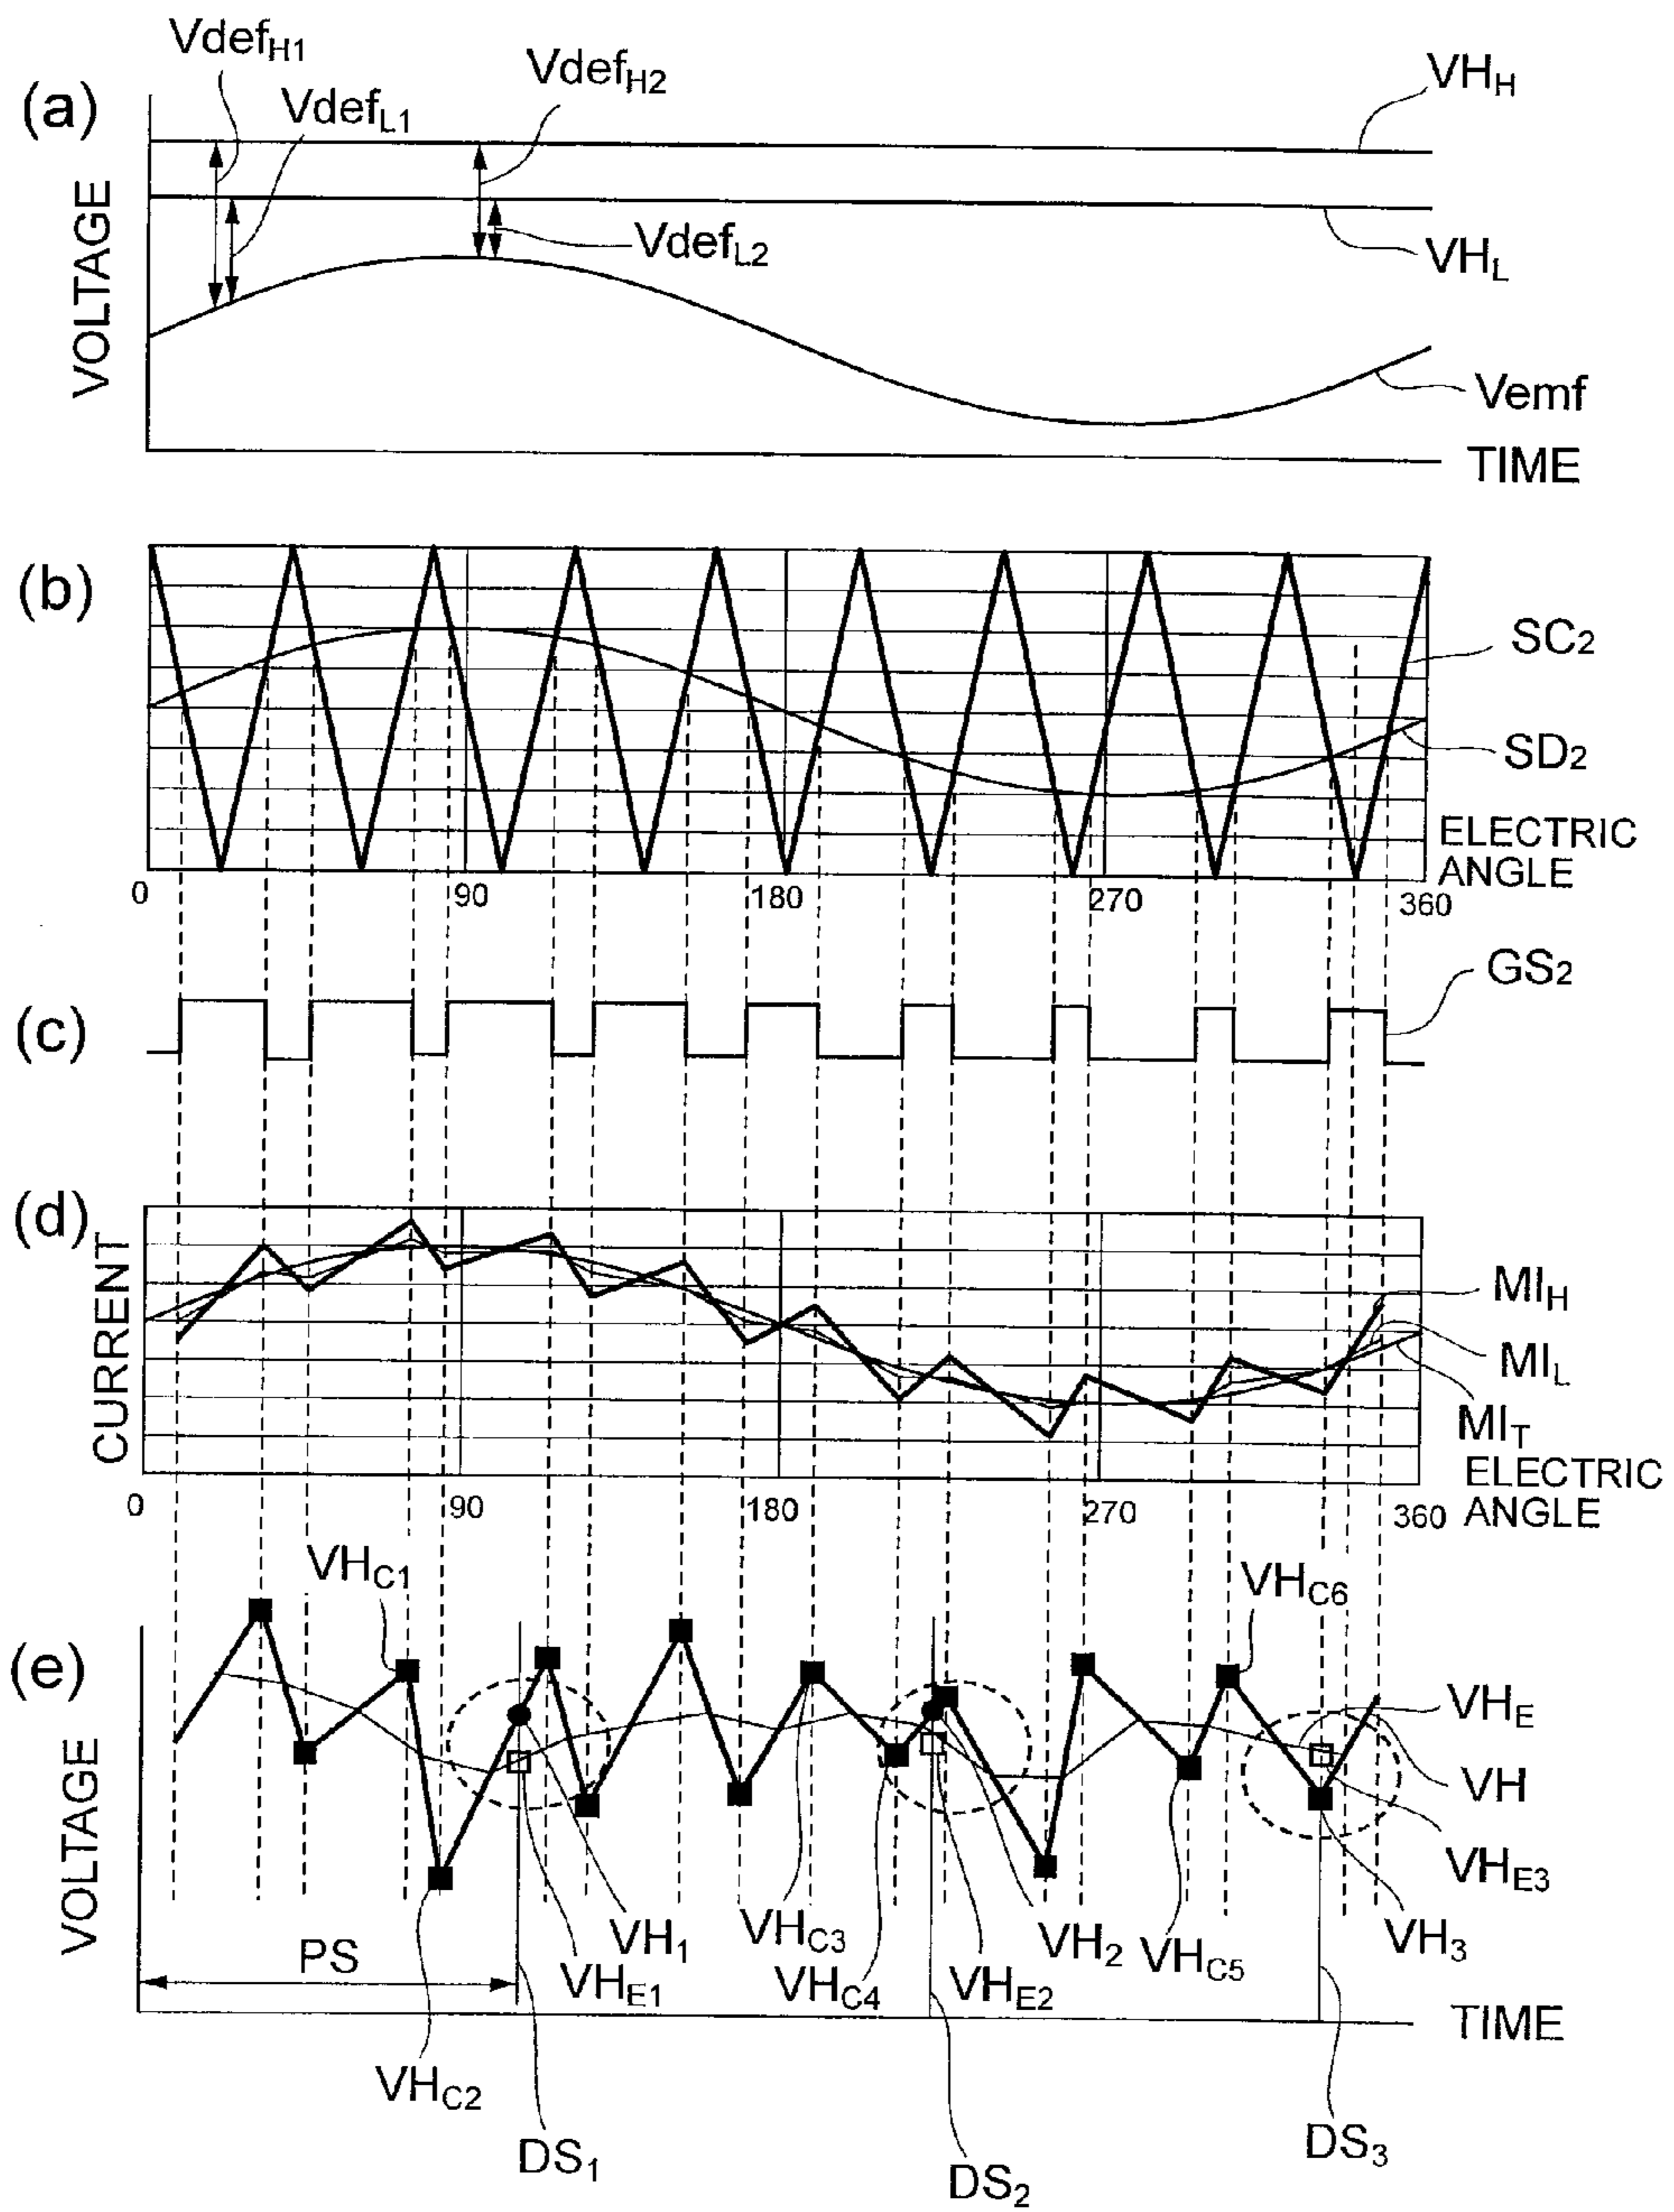 (a)
VOLTAGE
VdefH1
VdefL1
VdefH2
VdefL2
VHH
VHL
Vemf
TIME
(b)
SC2
SD2
ELECTRIC
ANGLE
0
90
180
270
360
(c)
GS2
(d)
CURRENT
MIH
MIL
MIT
ELECTRIC
ANGLE
0
90
180
270
360
(e)
VOLTAGE
VHC1
VHC6
VHE
VH
VHE3
VH3
VH1
VHE1
VHC3
VHC4
VHE2
VH2
VHC5
PS
TIME
VHC2
DS1
DS2
DS3